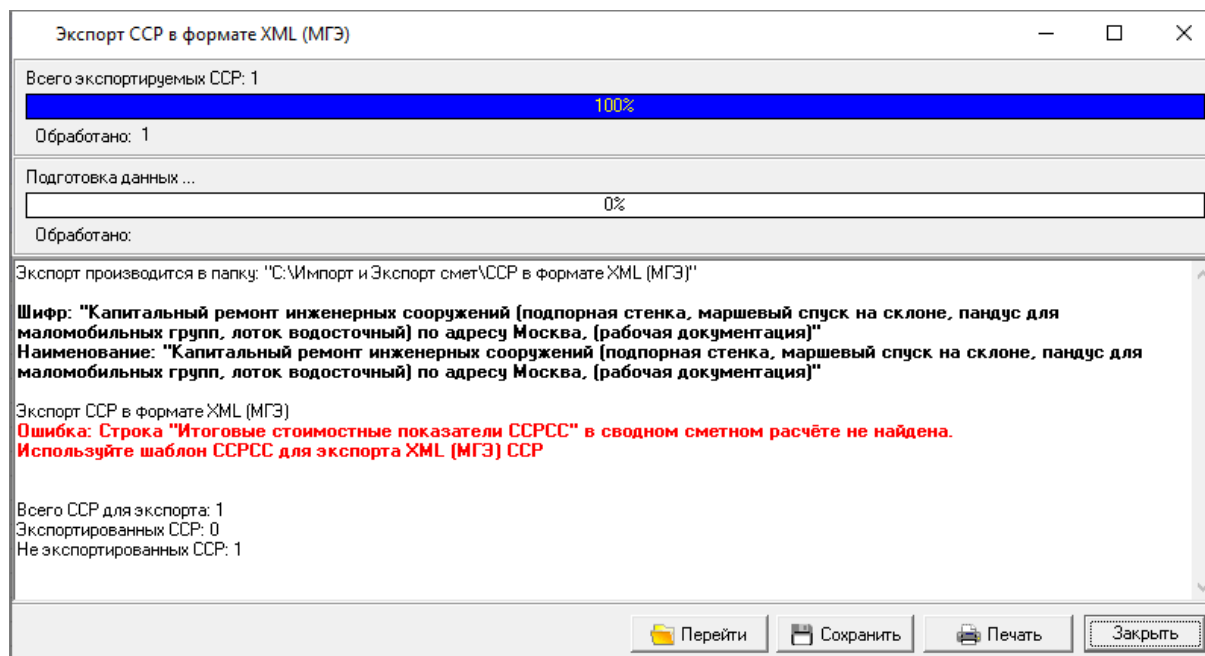 Экспорт ССР в формате XML (МГЭ)
Всего экспортируемых ССР: 1
100%
Обработано: 1
Подготовка данных ...
0%
Обработано:
Экспорт производится в папку: "C:\Импорт и Экспорт смет\ССР в формате XML (МГЭ)"
Шифр: "Капитальный ремонт инженерных сооружений (подпорная стенка, маршевый спуск на склоне, пандус для
маломобильных групп, лоток водосточный) по адресу Москва, (рабочая документация)"
Наименование: "Капитальный ремонт инженерных сооружений (подпорная стенка, маршевый спуск на склоне, пандус для
маломобильных групп, лоток водосточный) по адресу Москва, (рабочая документация)"
Экспорт ССР в формате XML (МГЭ)
Ошибка: Строка "Итоговые стоимостные показатели ССРСС" в сводном сметном расчёте не найдена.
Используйте шаблон ССРСС для экспорта XML (МГЭ) ССР
Всего ССР для экспорта: 1
Экспортированных ССР: 0
Не экспортированных ССР: 1
Перейти Сохранить Печать Закрыть